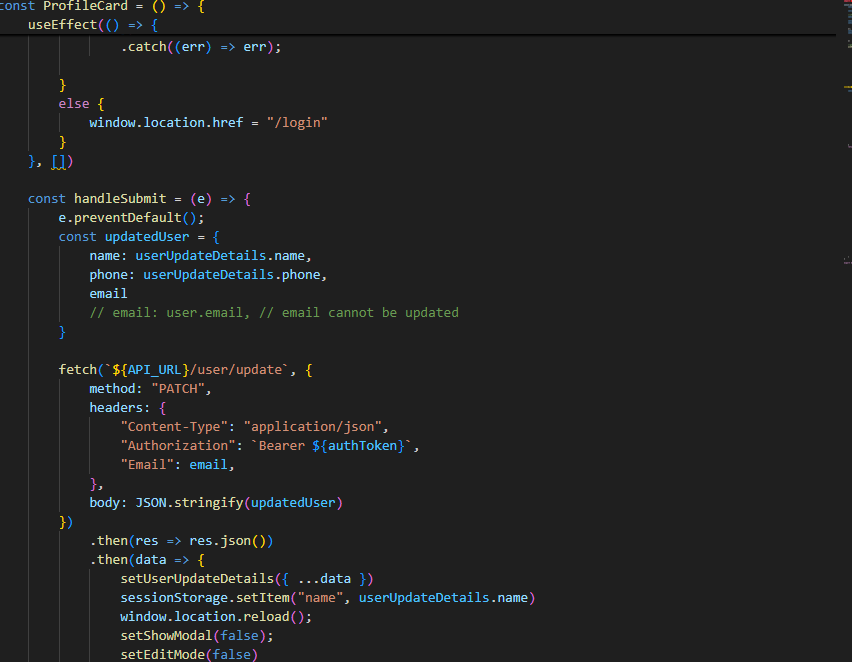 const ProfileCard = () => {
    useEffect(() => {
                .catch((err) => err);
        }
        else {
            window.location.href = "/login"
        }
    }, [])
    const handleSubmit = (e) => {
        e.preventDefault();
        const updatedUser = {
            name: userUpdateDetails.name,
            phone: userUpdateDetails.phone,
            email
            // email: user.email, // email cannot be updated
        }
        fetch(`${API_URL}/user/update`, {
            method: "PATCH",
            headers: {
                "Content-Type": "application/json",
                "Authorization": `Bearer ${authToken}`,
                "Email": email,
            },
            body: JSON.stringify(updatedUser)
        })
            .then(res => res.json())
            .then(data => {
                setUserUpdateDetails({ ...data })
                sessionStorage.setItem("name", userUpdateDetails.name)
                window.location.reload();
                setShowModal(false);
                setEditMode(false)